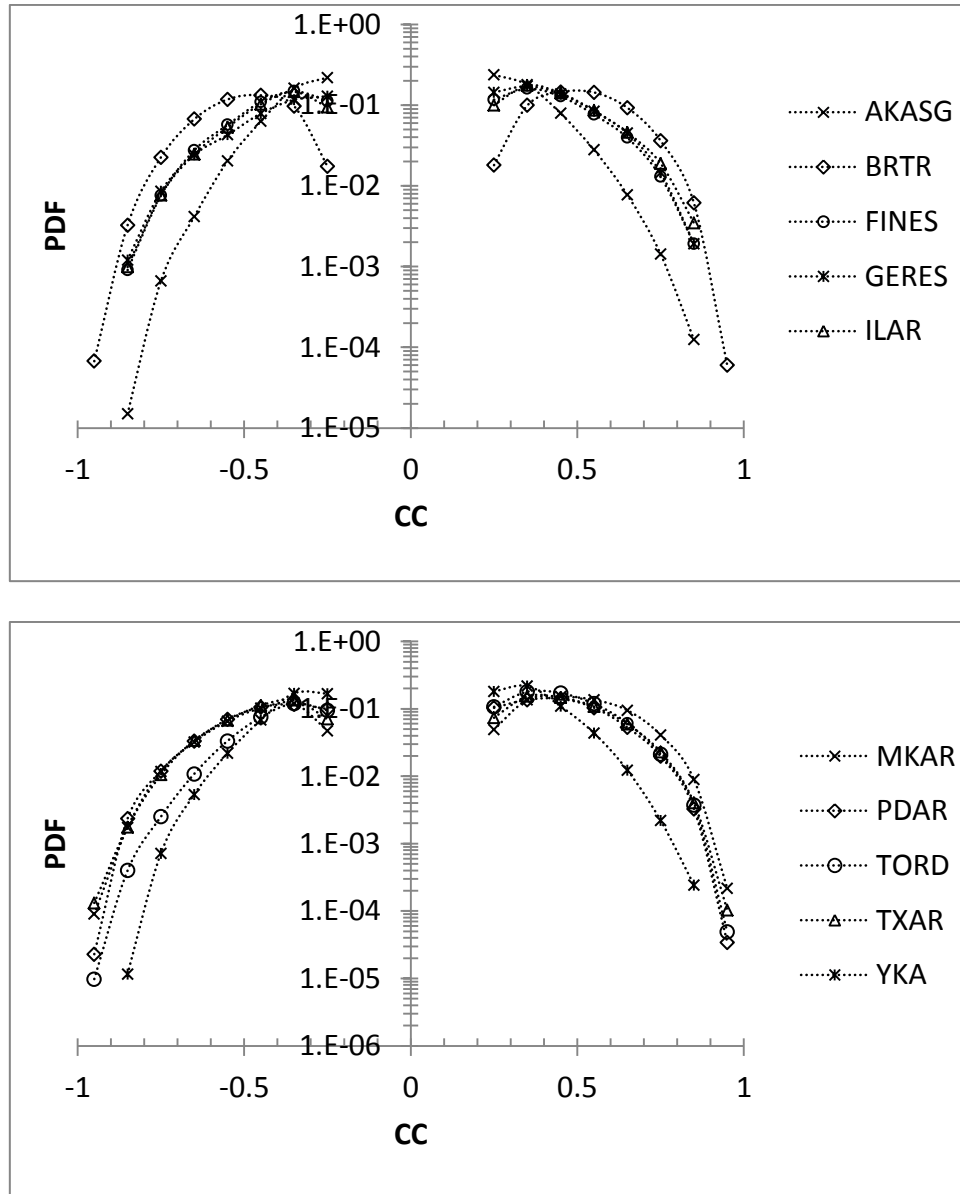 1.E+00
1.E-01
1.E-02
1.E-03
1.E-04
1.E-05
PDF
-1 -0.5 0 0.5 1
CC
AKASG
BRTR
FINES
GERES
ILAR
1.E+00
1.E-01
1.E-02
1.E-03
1.E-04
1.E-05
1.E-06
PDF
-1 -0.5 0 0.5 1
CC
MKAR
PDAR
TORD
TXAR
YKA